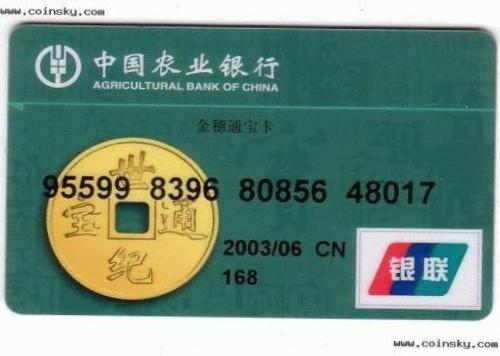 www.coinsky.com
中国农业银行
AGRICULTURAL BANK OF CHINA
金穗通宝卡
世
95599 8396 80856 48017
宝 通
纪
2003/06 CN
168
银联
www.coinsky.com